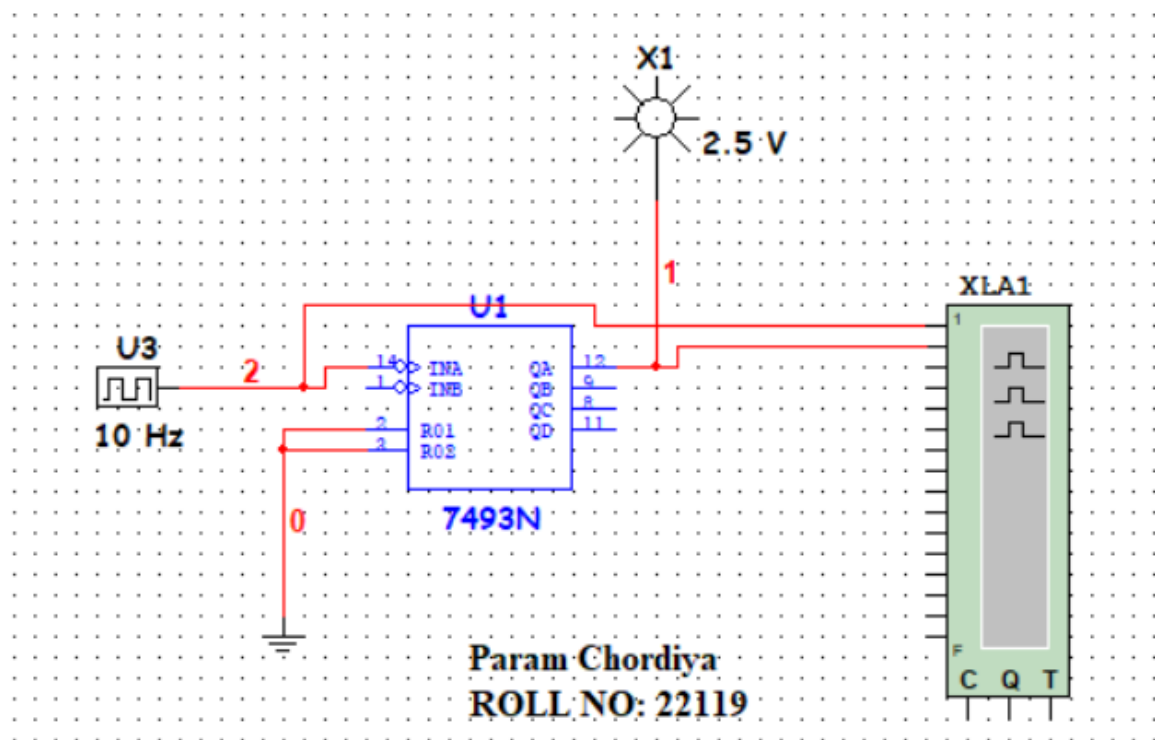 X1
2.5 V
1
XLA1
U1
1
U3
2
14
INA
QA
12
1
INB
QB
9
10 Hz
QC
8
2
R01
QD
11
3
R02
7493N
0
Param Chordiya
F
ROLL NO: 22119
C Q T